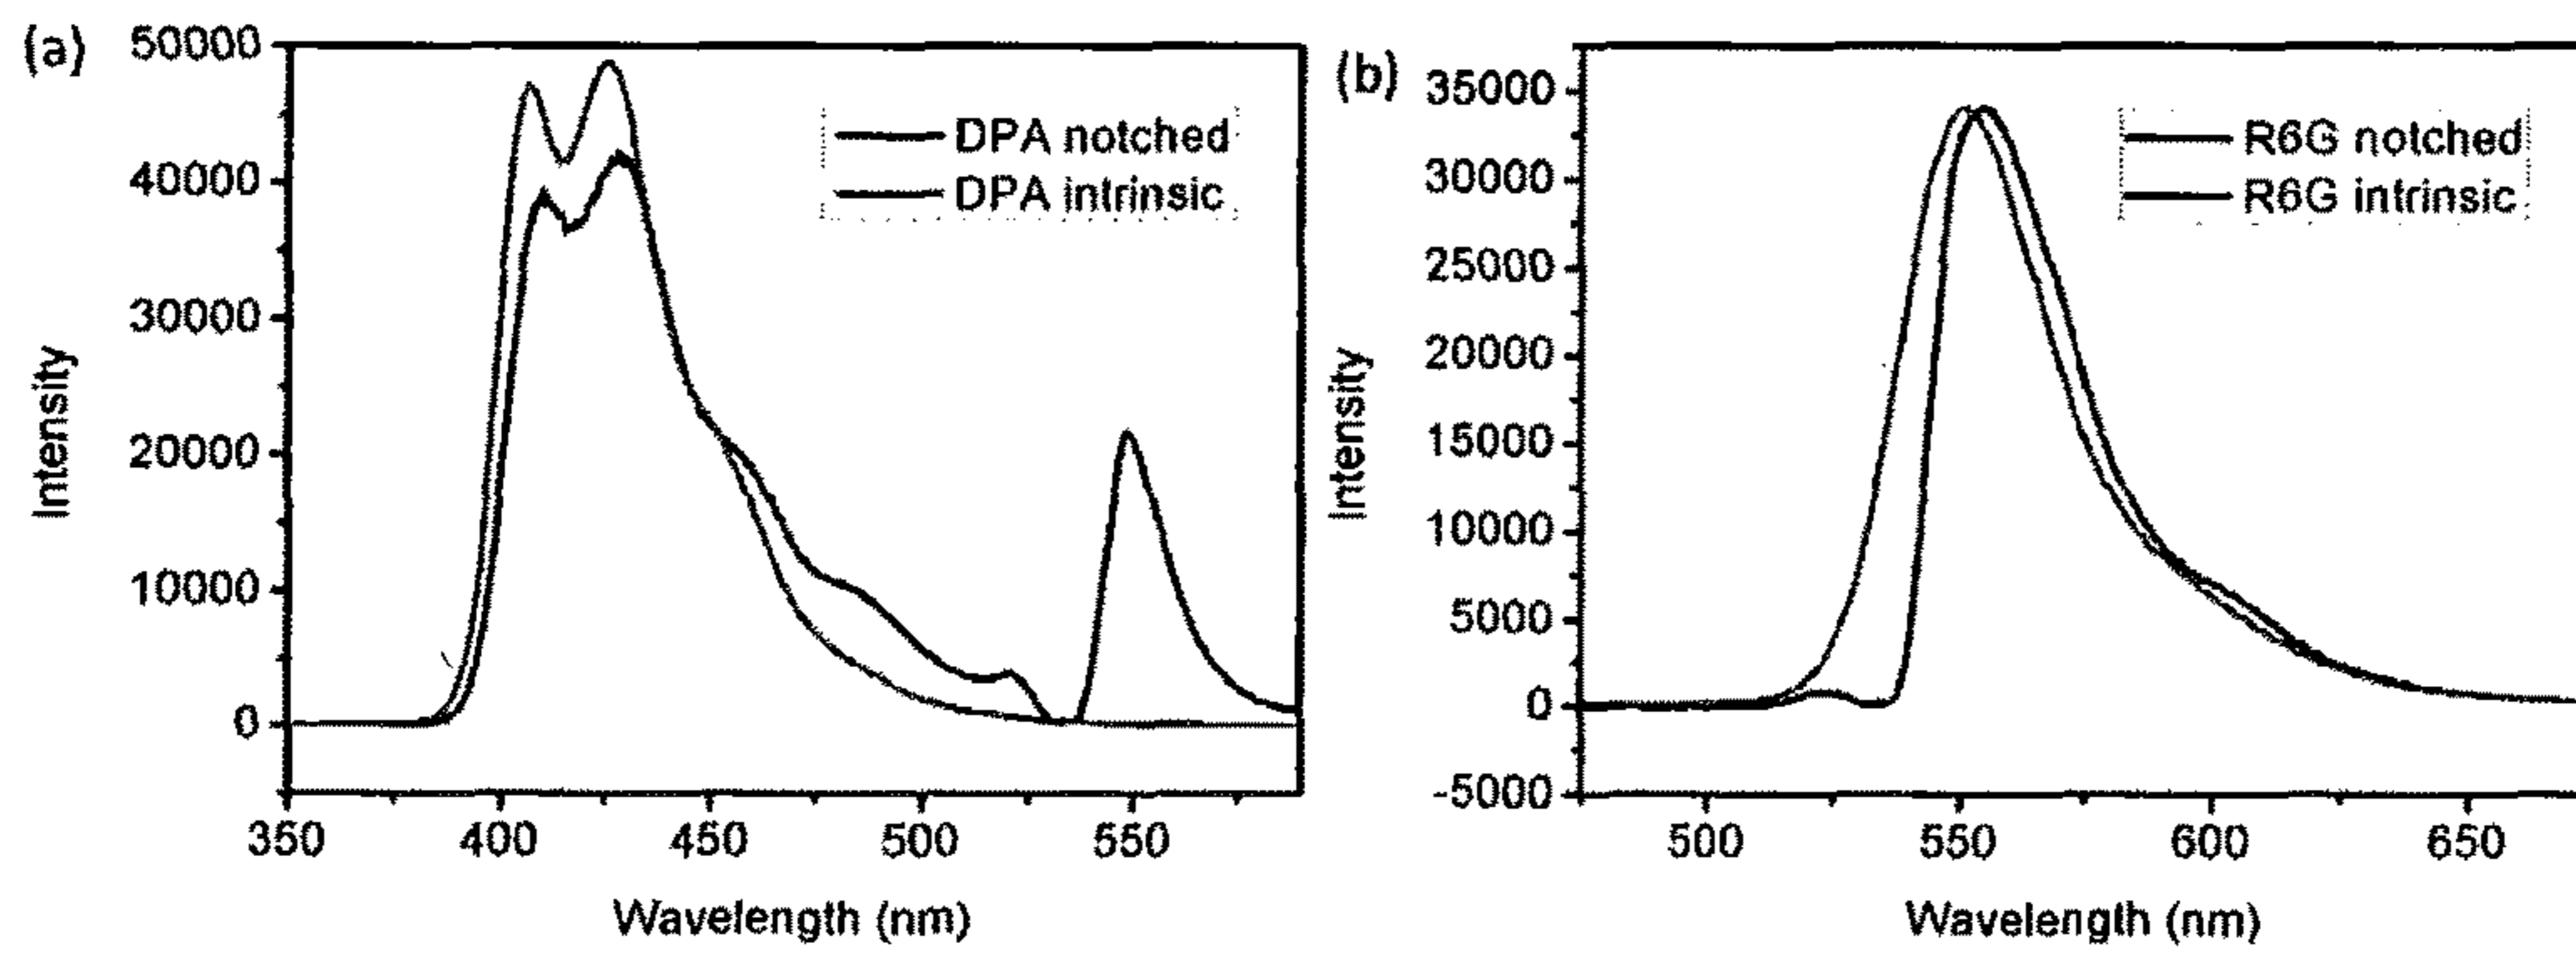 (a)
50000
40000
30000
20000
10000
0
Intensity
DPA notched
DPA intrinsic
350 400 450 500 550
Wavelength (nm)
(b)
35000
30000
25000
20000
15000
10000
5000
0
-5000
Intensity
R6G notched
R6G intrinsic
500 550 600 650
Wavelength (nm)